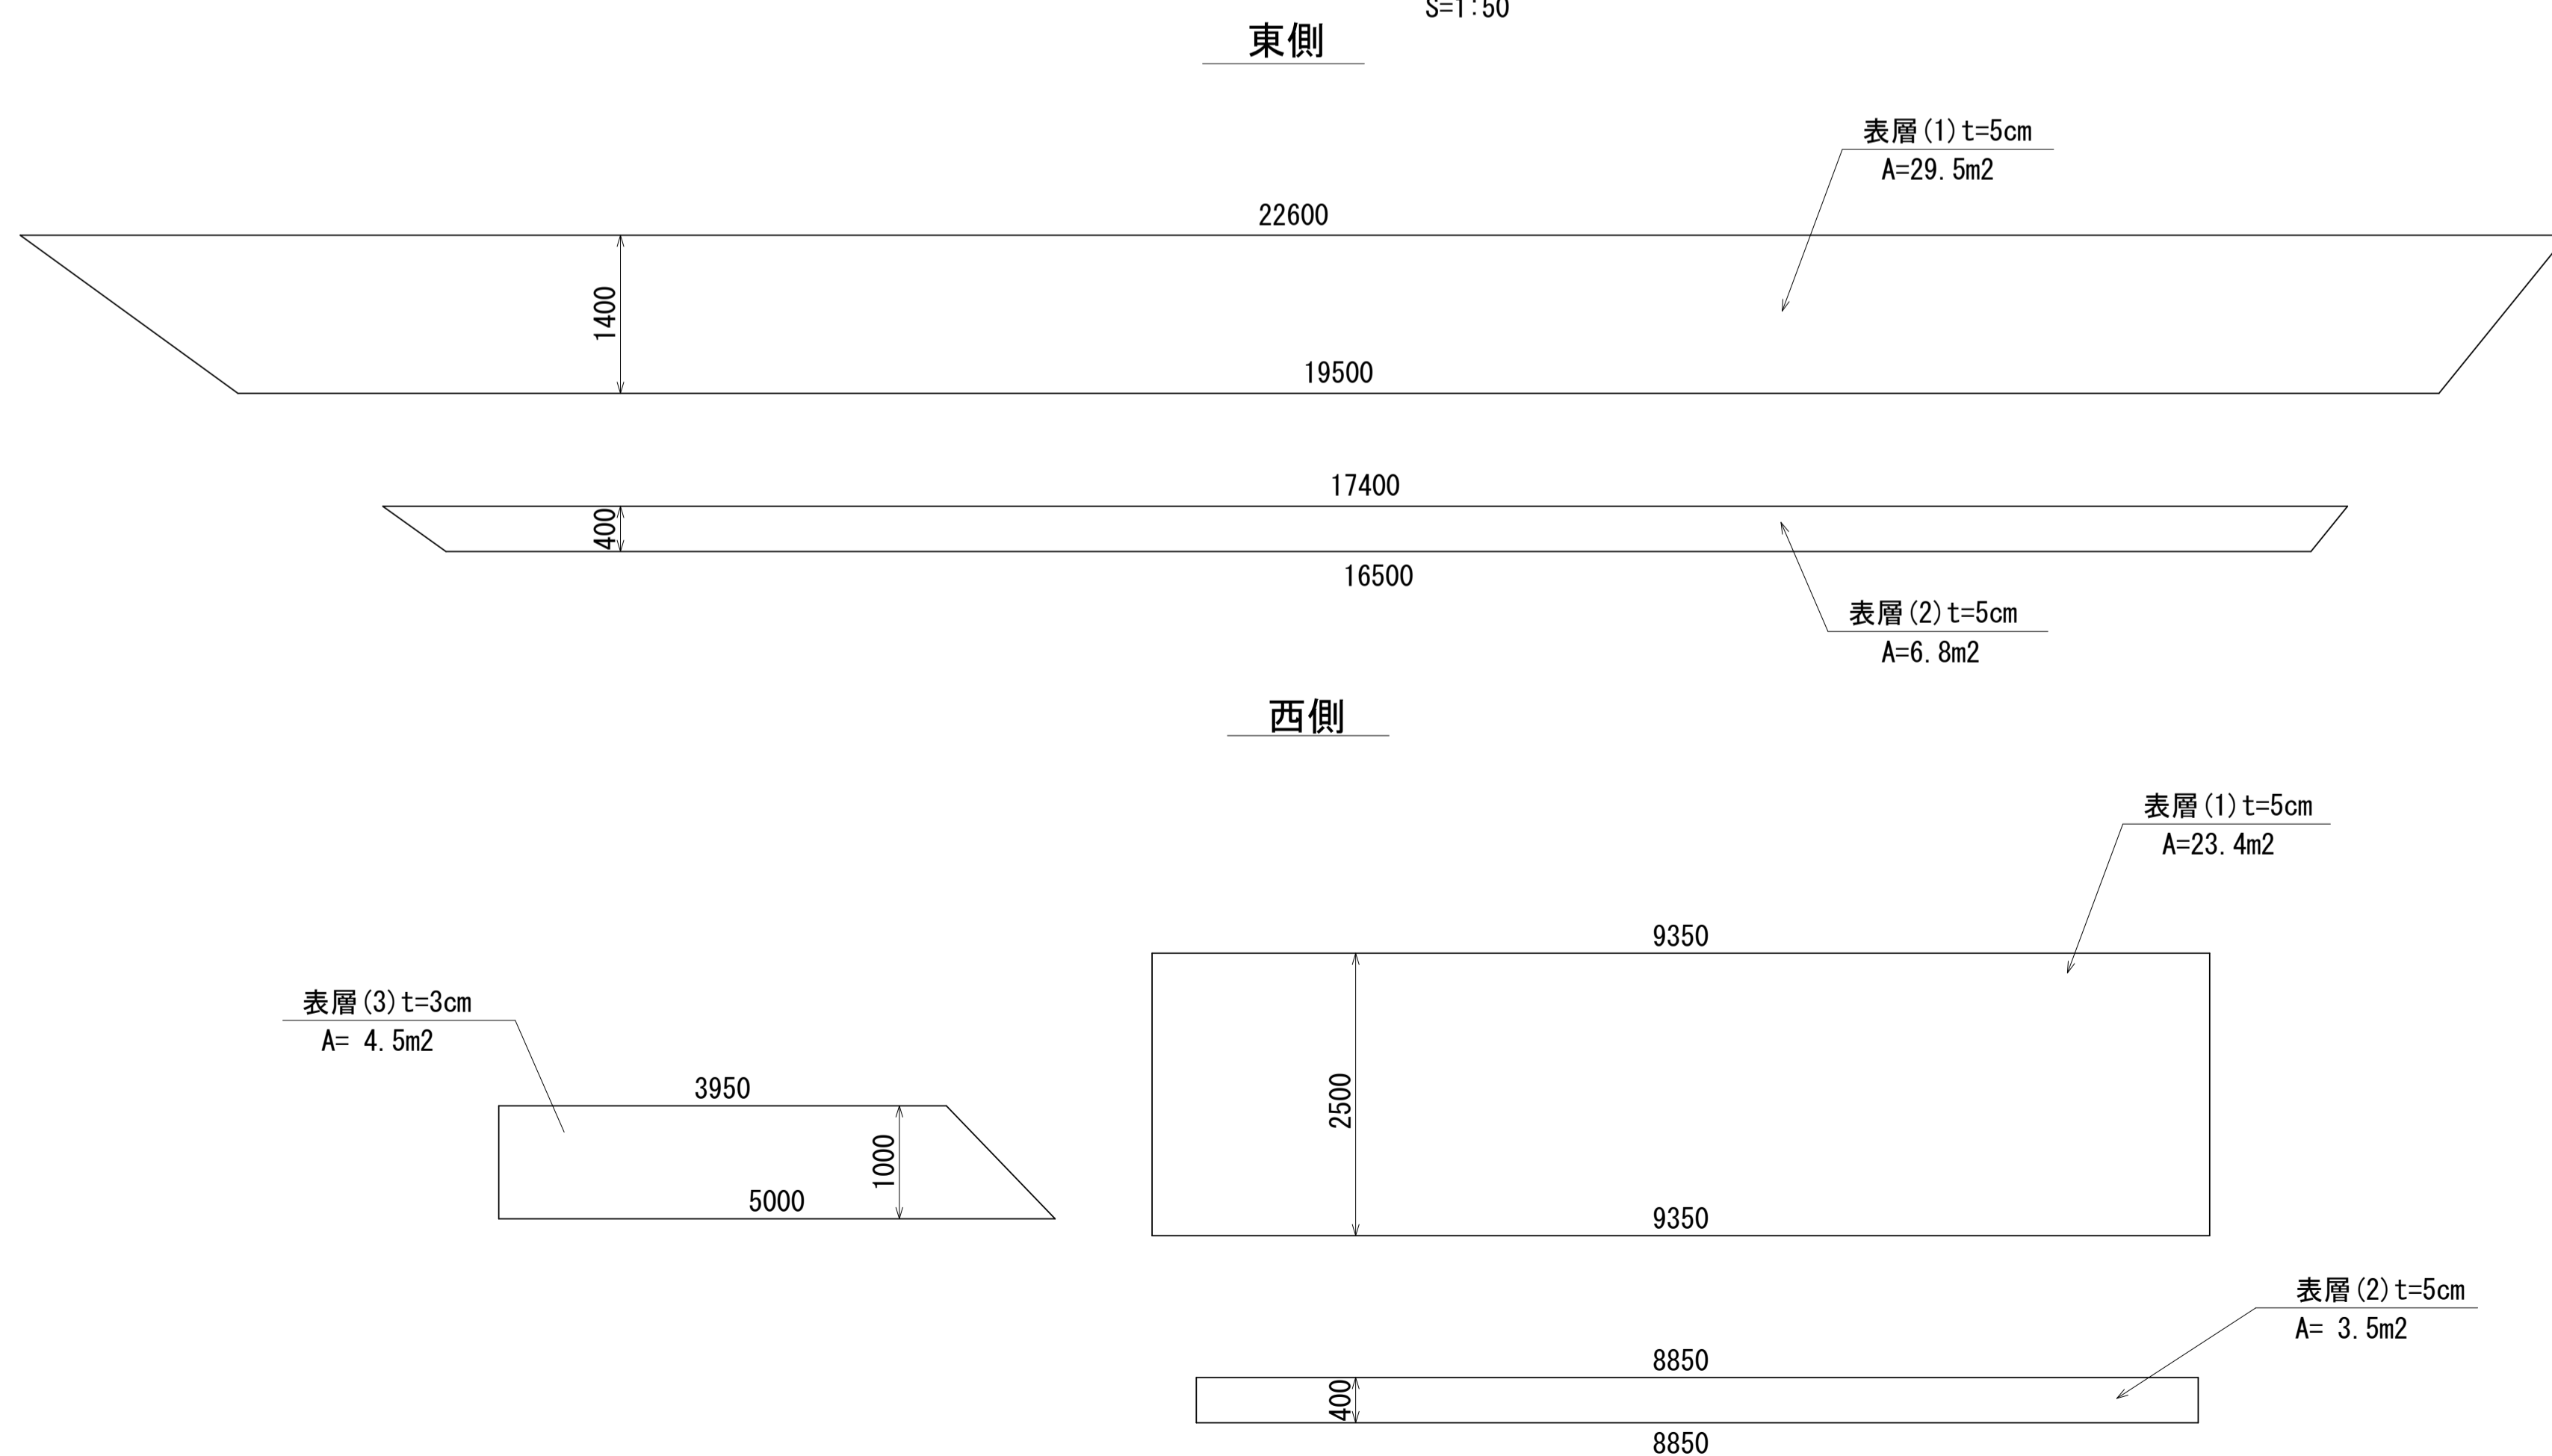 S=1:50
東側
表層(1)t=5cm
A=29.5m2
22600
1400
19500
17400
400
16500
表層(2)t=5cm
A=6.8m2
西側
表層(1)t=5cm
A=23.4m2
9350
表層(3)t=3cm
A= 4.5m2
3950
2500
1000
5000
9350
表層(2)t=5cm
A= 3.5m2
8850
400
8850